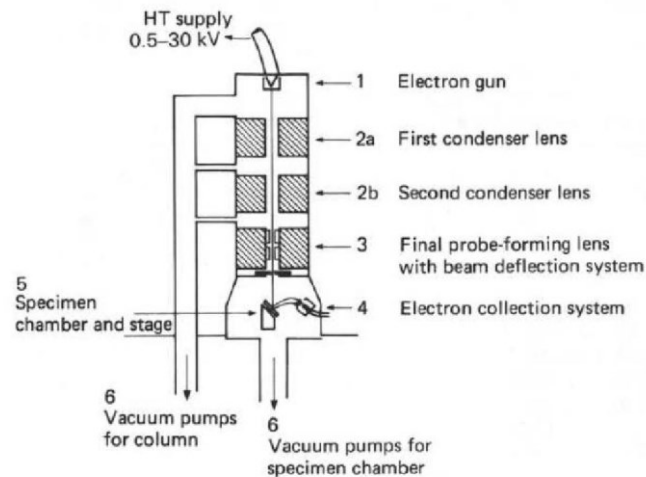 HT supply
0.5–30 kV
1 Electron gun
2a First condenser lens
2b Second condenser lens
3 Final probe-forming lens
with beam deflection system
5
Specimen
chamber and stage
4 Electron collection system
6
Vacuum pumps
for column
6
Vacuum pumps for
specimen chamber